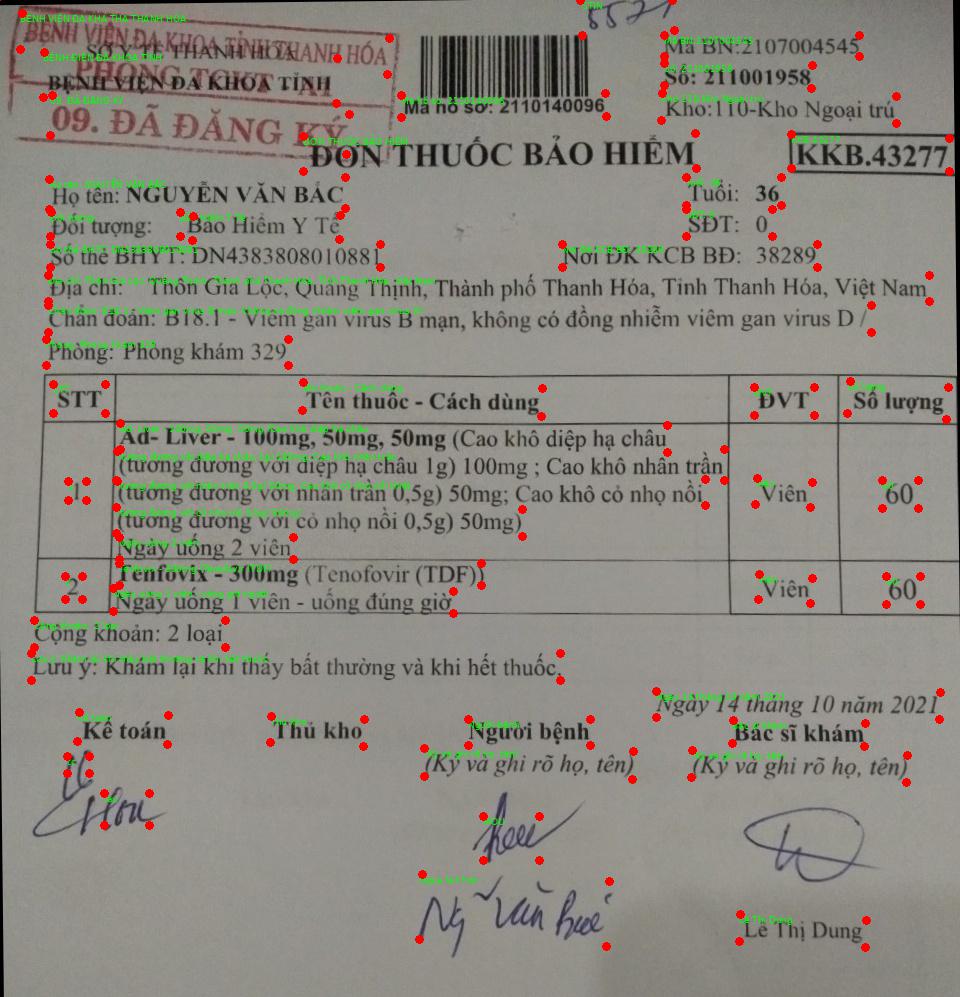 5521
SỞ Y TẾ THANH HÓA
BỆNH VIỆN ĐA KHOA TỈNH THANH HÓA
BỆNH VIỆN ĐA KHOA TỈNH
09. ĐÃ ĐĂNG KÝ
Mã hồ sơ: 2110140096
Mã BN:2107004545
Số: 211001958
Kho:110-Kho Ngoại trú
ĐƠN THUỐC BẢO HIỂM
KKB.43277
Họ tên: NGUYỄN VĂN BẮC Tuổi: 36
Đối tượng: Bảo Hiểm Y Tế SĐT: 0
Số thẻ BHYT: DN4383808010881 Nơi ĐK KCB BĐ: 38289
Địa chỉ: Thôn Gia Lộc, Quảng Thịnh, Thành phố Thanh Hóa, Tỉnh Thanh Hóa, Việt Nam
Chẩn đoán: B18.1 - Viêm gan virus B mạn, không có đồng nhiễm viêm gan virus D /
Phòng: Phòng khám 329
STT Tên thuốc - Cách dùng ĐVT Số lượng
1 Ad- Liver - 100mg, 50mg, 50mg (Cao khô diệp hạ châu
(tương đương với diệp hạ châu 1g) 100mg ; Cao khô nhân trần
(tương đương với nhân trần 0,5g) 50mg; Cao khô cỏ nhọ nồi Viên 60
(tương đương với cỏ nhọ nồi 0,5g) 50mg)
Ngày uống 2 viên
2 Tenfovix - 300mg (Tenofovir (TDF)) Viên 60
Ngày uống 1 viên - uống đúng giờ
Cộng khoản: 2 loại
Lưu ý: Khám lại khi thấy bất thường và khi hết thuốc.
Ngày 14 tháng 10 năm 2021
Kế toán Thủ kho Người bệnh Bác sĩ khám
(Ký và ghi rõ họ, tên) (Ký và ghi rõ họ, tên)
Lê Thị Dung